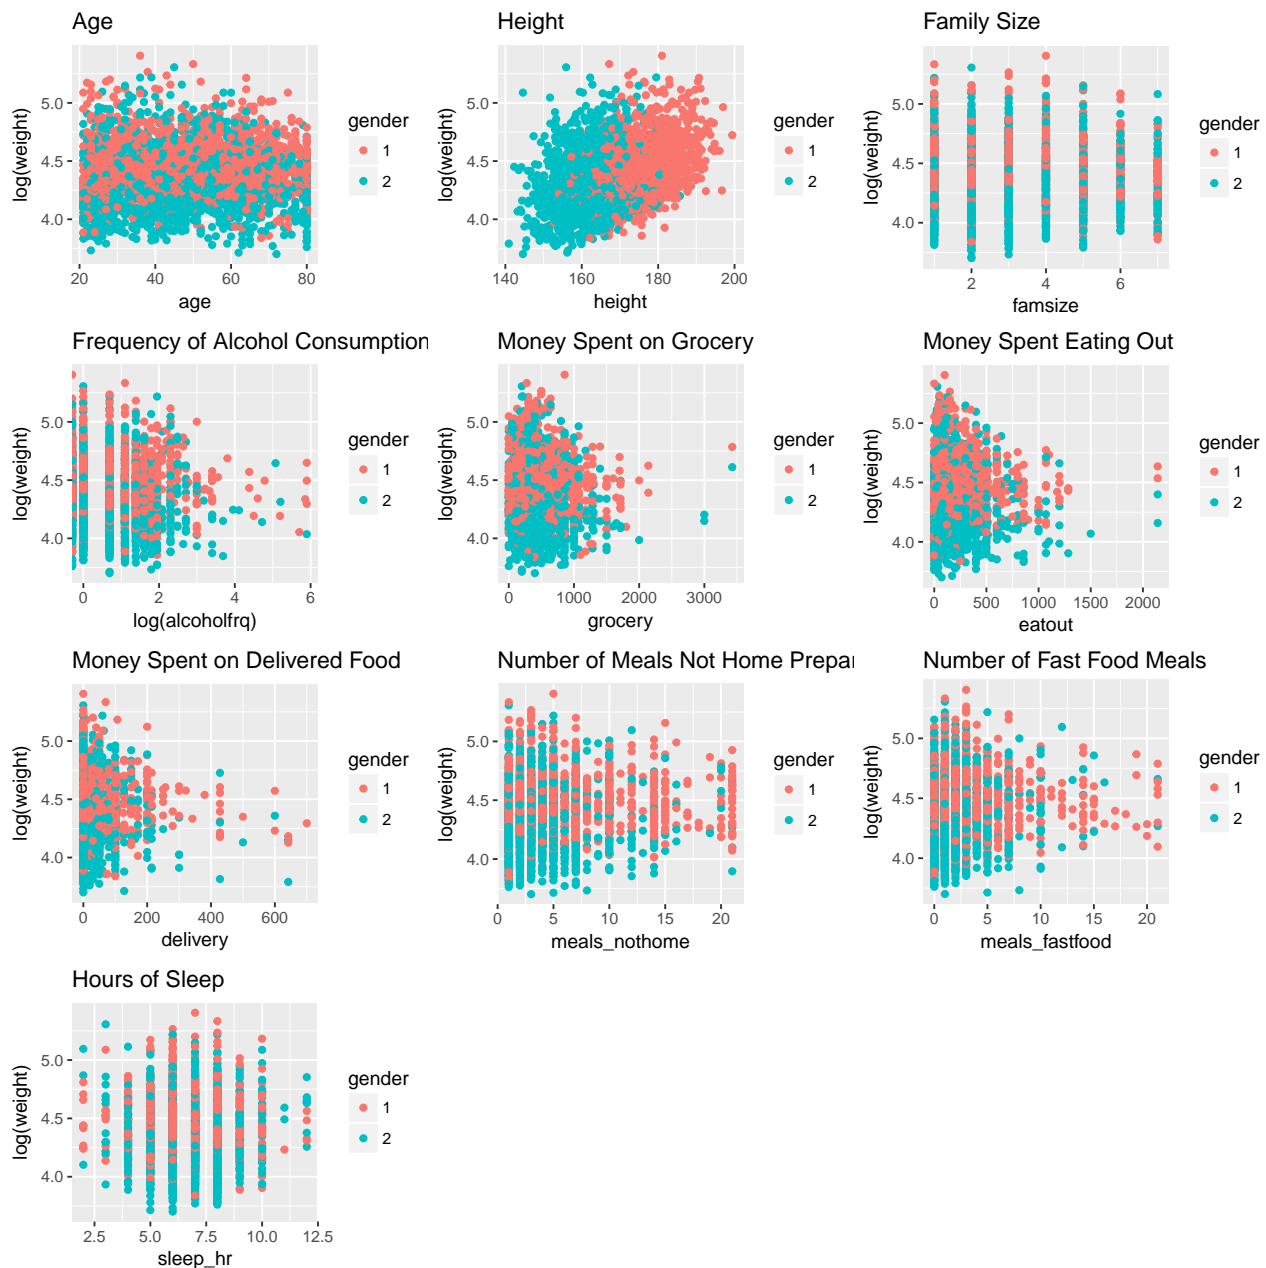 Age
Height
Family Size
5.0
4.5
4.0
log(weight)
20 40 60 80
age
gender
1
2
5.0
4.5
4.0
log(weight)
140 160 180 200
height
gender
1
2
5.0
4.5
4.0
log(weight)
2 4 6
famsize
gender
1
2
Frequency of Alcohol Consumption
Money Spent on Grocery
Money Spent Eating Out
5.0
4.5
4.0
log(weight)
0 2 4 6
log(alcoholfrq)
gender
1
2
5.0
4.5
4.0
log(weight)
0 1000 2000 3000
grocery
gender
1
2
5.0
4.5
4.0
log(weight)
0 500 1000 1500 2000
eatout
gender
1
2
Money Spent on Delivered Food
Number of Meals Not Home Prepar
Number of Fast Food Meals
5.0
4.5
4.0
log(weight)
0 200 400 600
delivery
gender
1
2
5.0
4.5
4.0
log(weight)
0 5 10 15 20
meals_nothome
gender
1
2
5.0
4.5
4.0
log(weight)
0 5 10 15 20
meals_fastfood
gender
1
2
Hours of Sleep
5.0
4.5
4.0
log(weight)
2.5 5.0 7.5 10.0 12.5
sleep_hr
gender
1
2